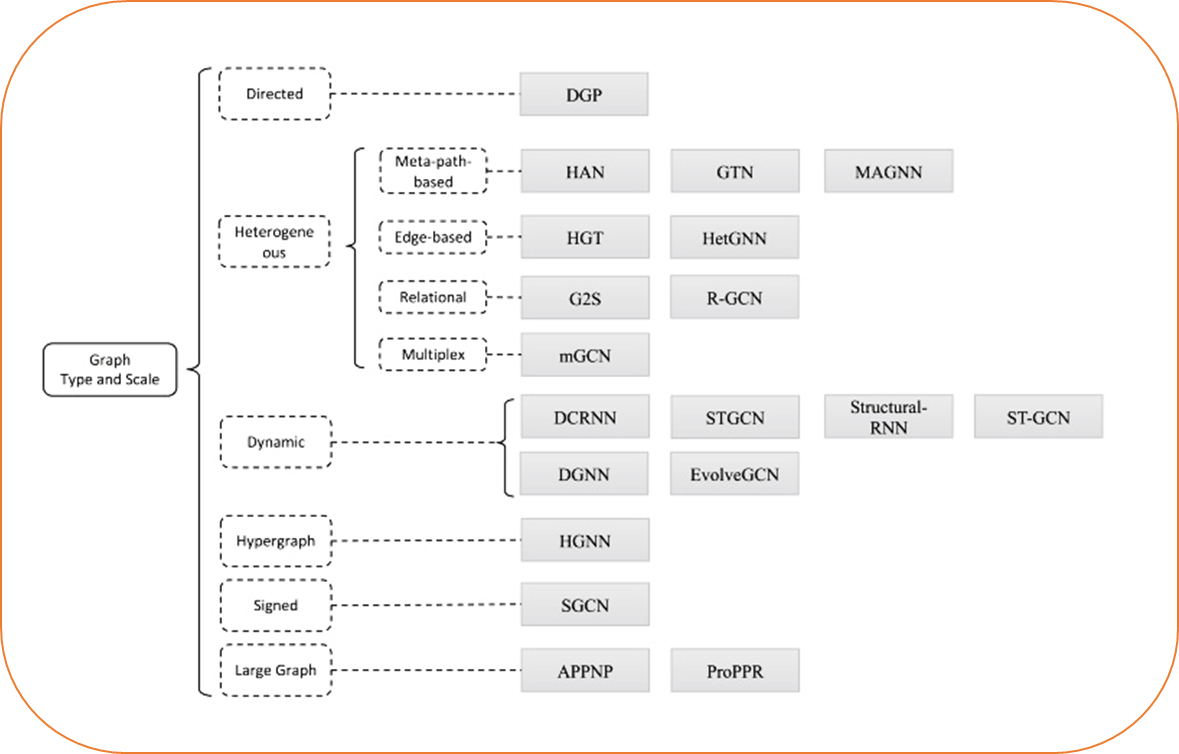 Directed
DGP
Meta-path-
based
HAN
GTN
MAGNN
Heterogene
ous
Edge-based
HGT
HetGNN
Relational
G2S
R-GCN
Multiplex
mGCN
Graph
Type and Scale
Dynamic
DCRNN
STGCN
Structural-
RNN
ST-GCN
DGNN
EvolveGCN
Hypergraph
HGNN
Signed
SGCN
Large Graph
APPNP
ProPPR